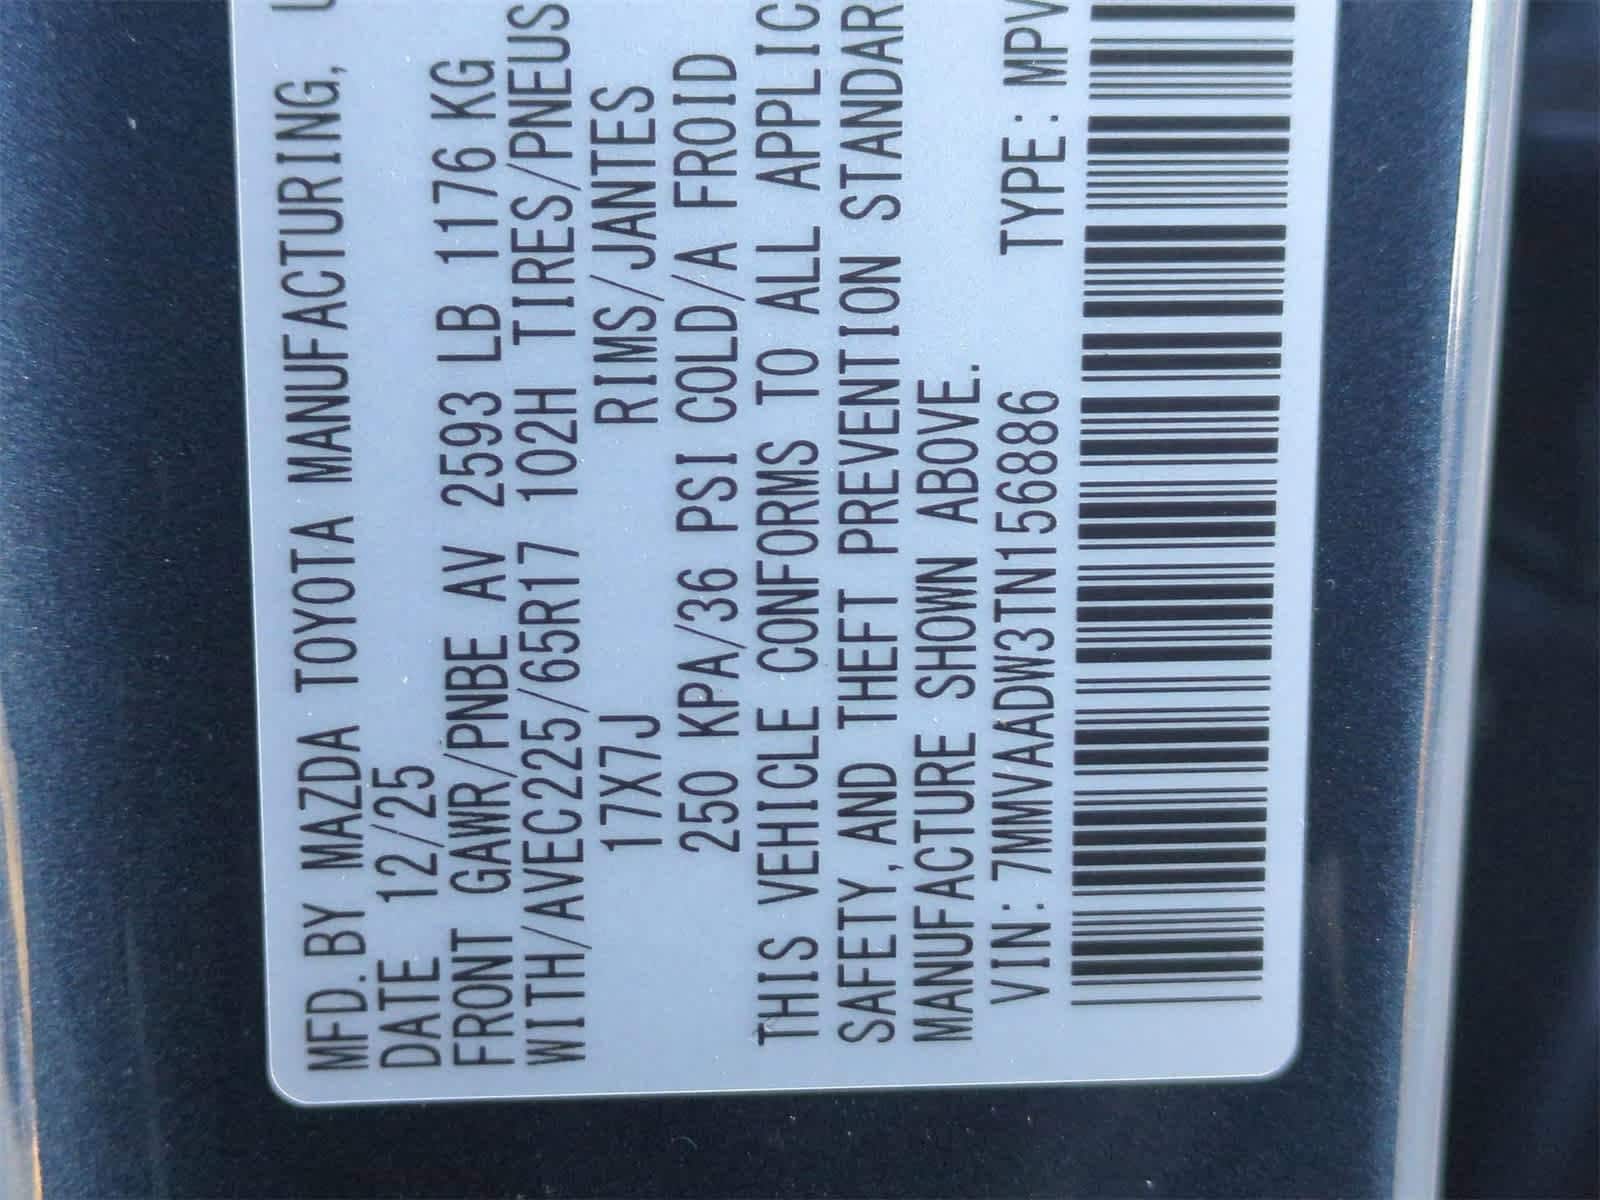 MFD.BY MAZDA TOYOTA MANUFACTURING,
DATE 12/25
FRONT GAWR/PNBE AV 2593 LB 1176 KG
WITH/AVEC225/65R17 102H TIRES/PNEUS
17X7J RIMS/JANTES
250 KPA/36 PSI COLD/A FROID
THIS VEHICLE CONFORMS TO ALL APPLIC
SAFETY,AND THEFT PREVENTION STANDAR
MANUFACTURE SHOWN ABOVE.
VIN:7MMVAADW3TN156886 TYPE:MPV